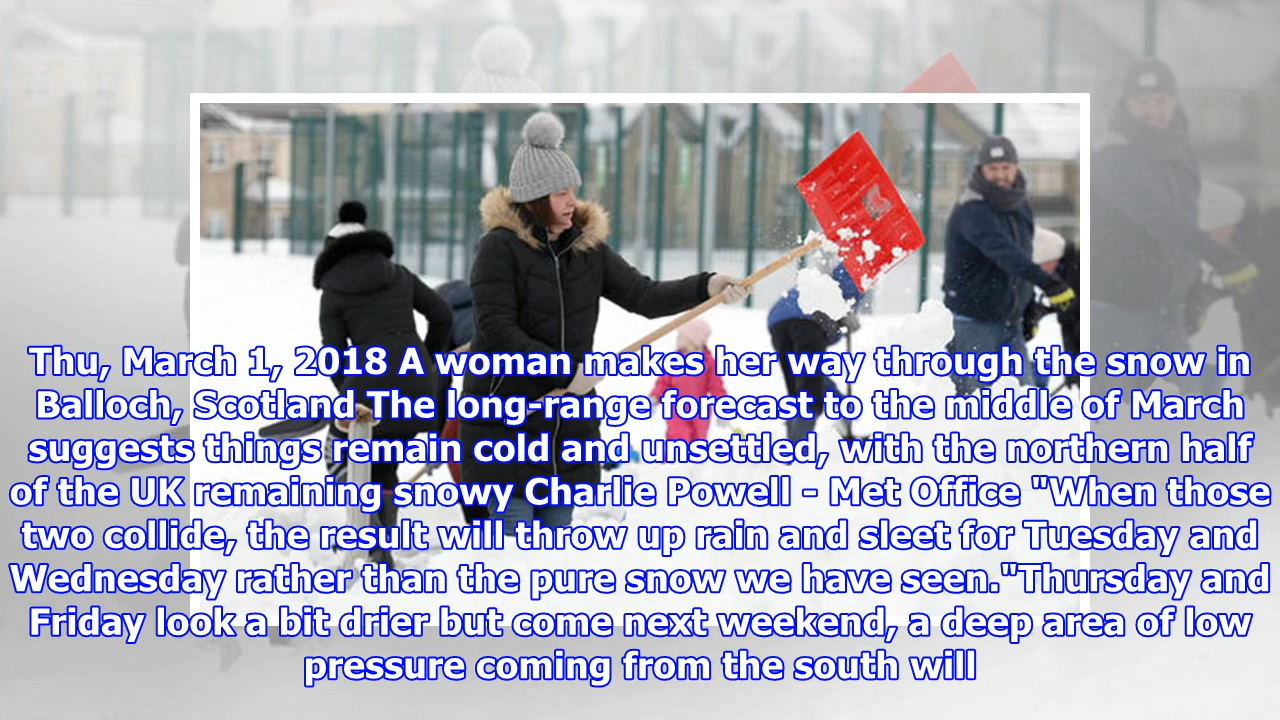 Thu, March 1, 2018 A woman makes her way through the snow in
Balloch, Scotland The long-range forecast to the middle of March
suggests things remain cold and unsettled, with the northern half
of the UK remaining snowy Charlie Powell - Met Office "When those
two collide, the result will throw up rain and sleet for Tuesday and
Wednesday rather than the pure snow we have seen."Thursday and
Friday look a bit drier but come next weekend, a deep area of low
pressure coming from the south will